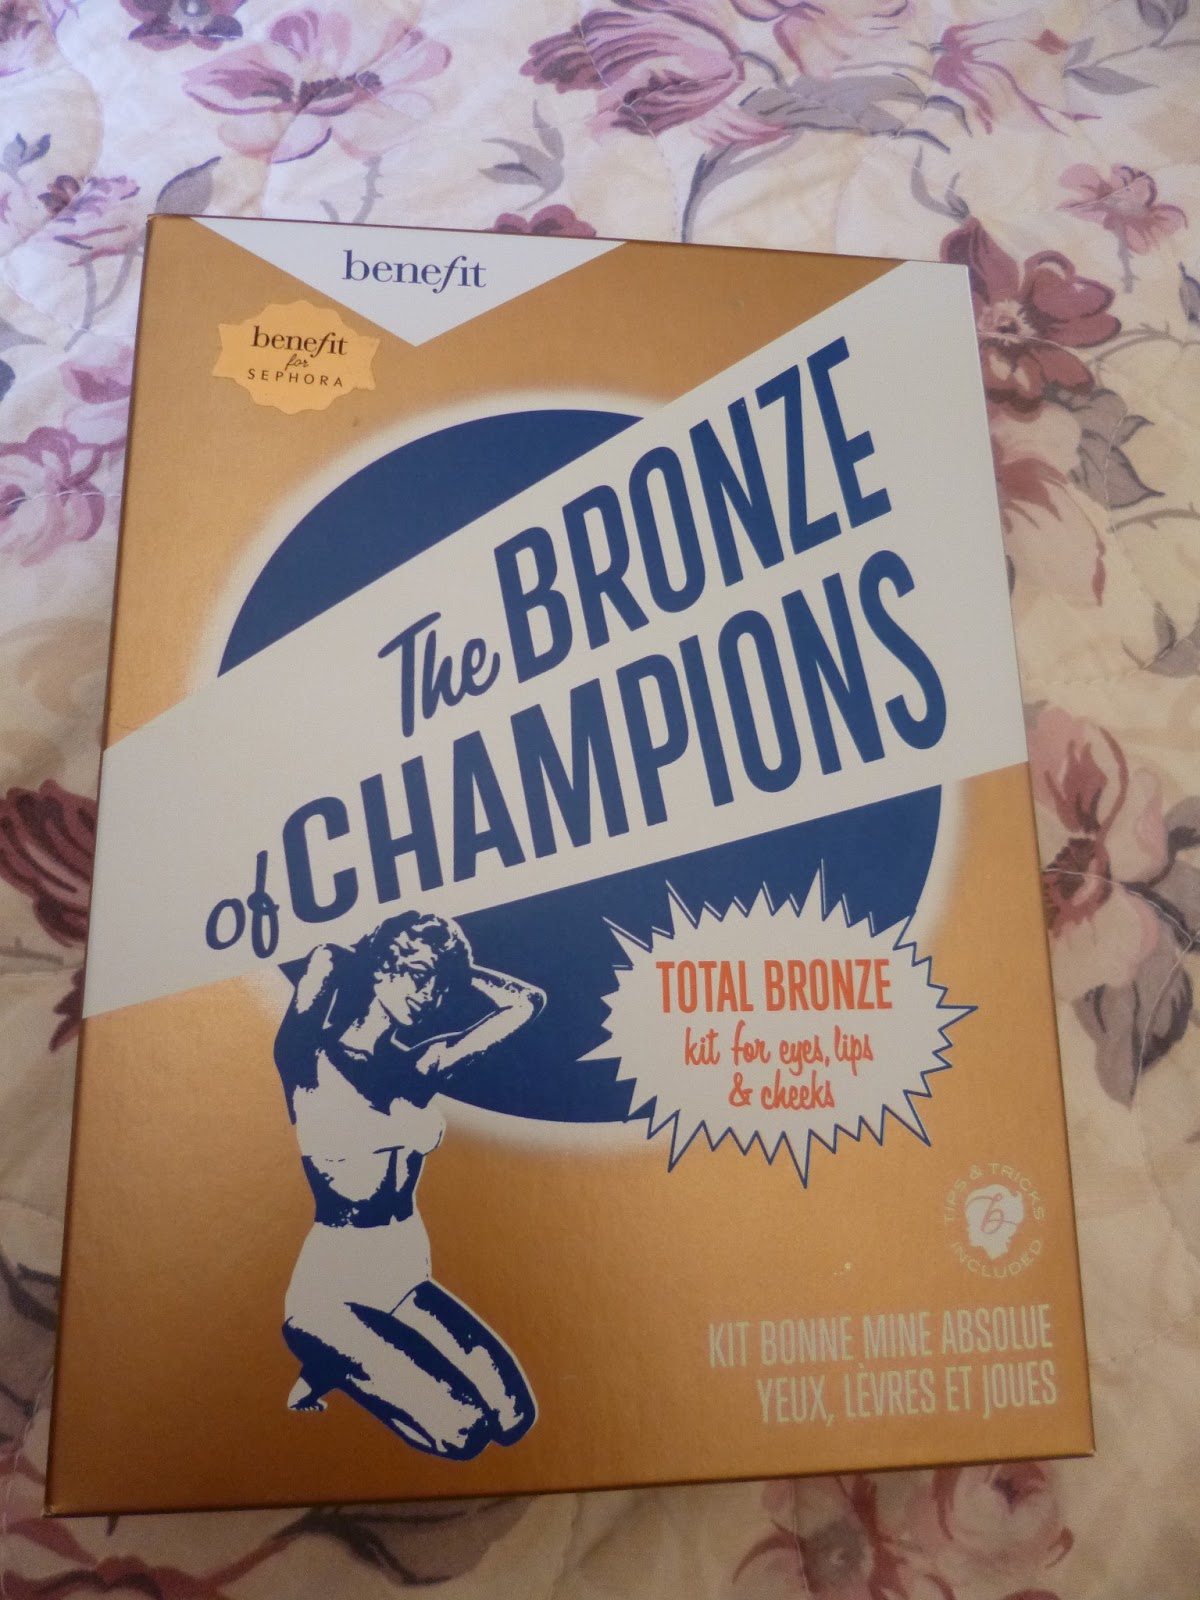 benefit
benefit
for
SEPHORA
The BRONZE
of CHAMPIONS
TOTAL BRONZE
kit for eyes, lips
& cheeks
TIPS & TRICKS
b
INCLUDED
KIT BONNE MINE ABSOLUE
YEUX, LÈVRES ET JOUES